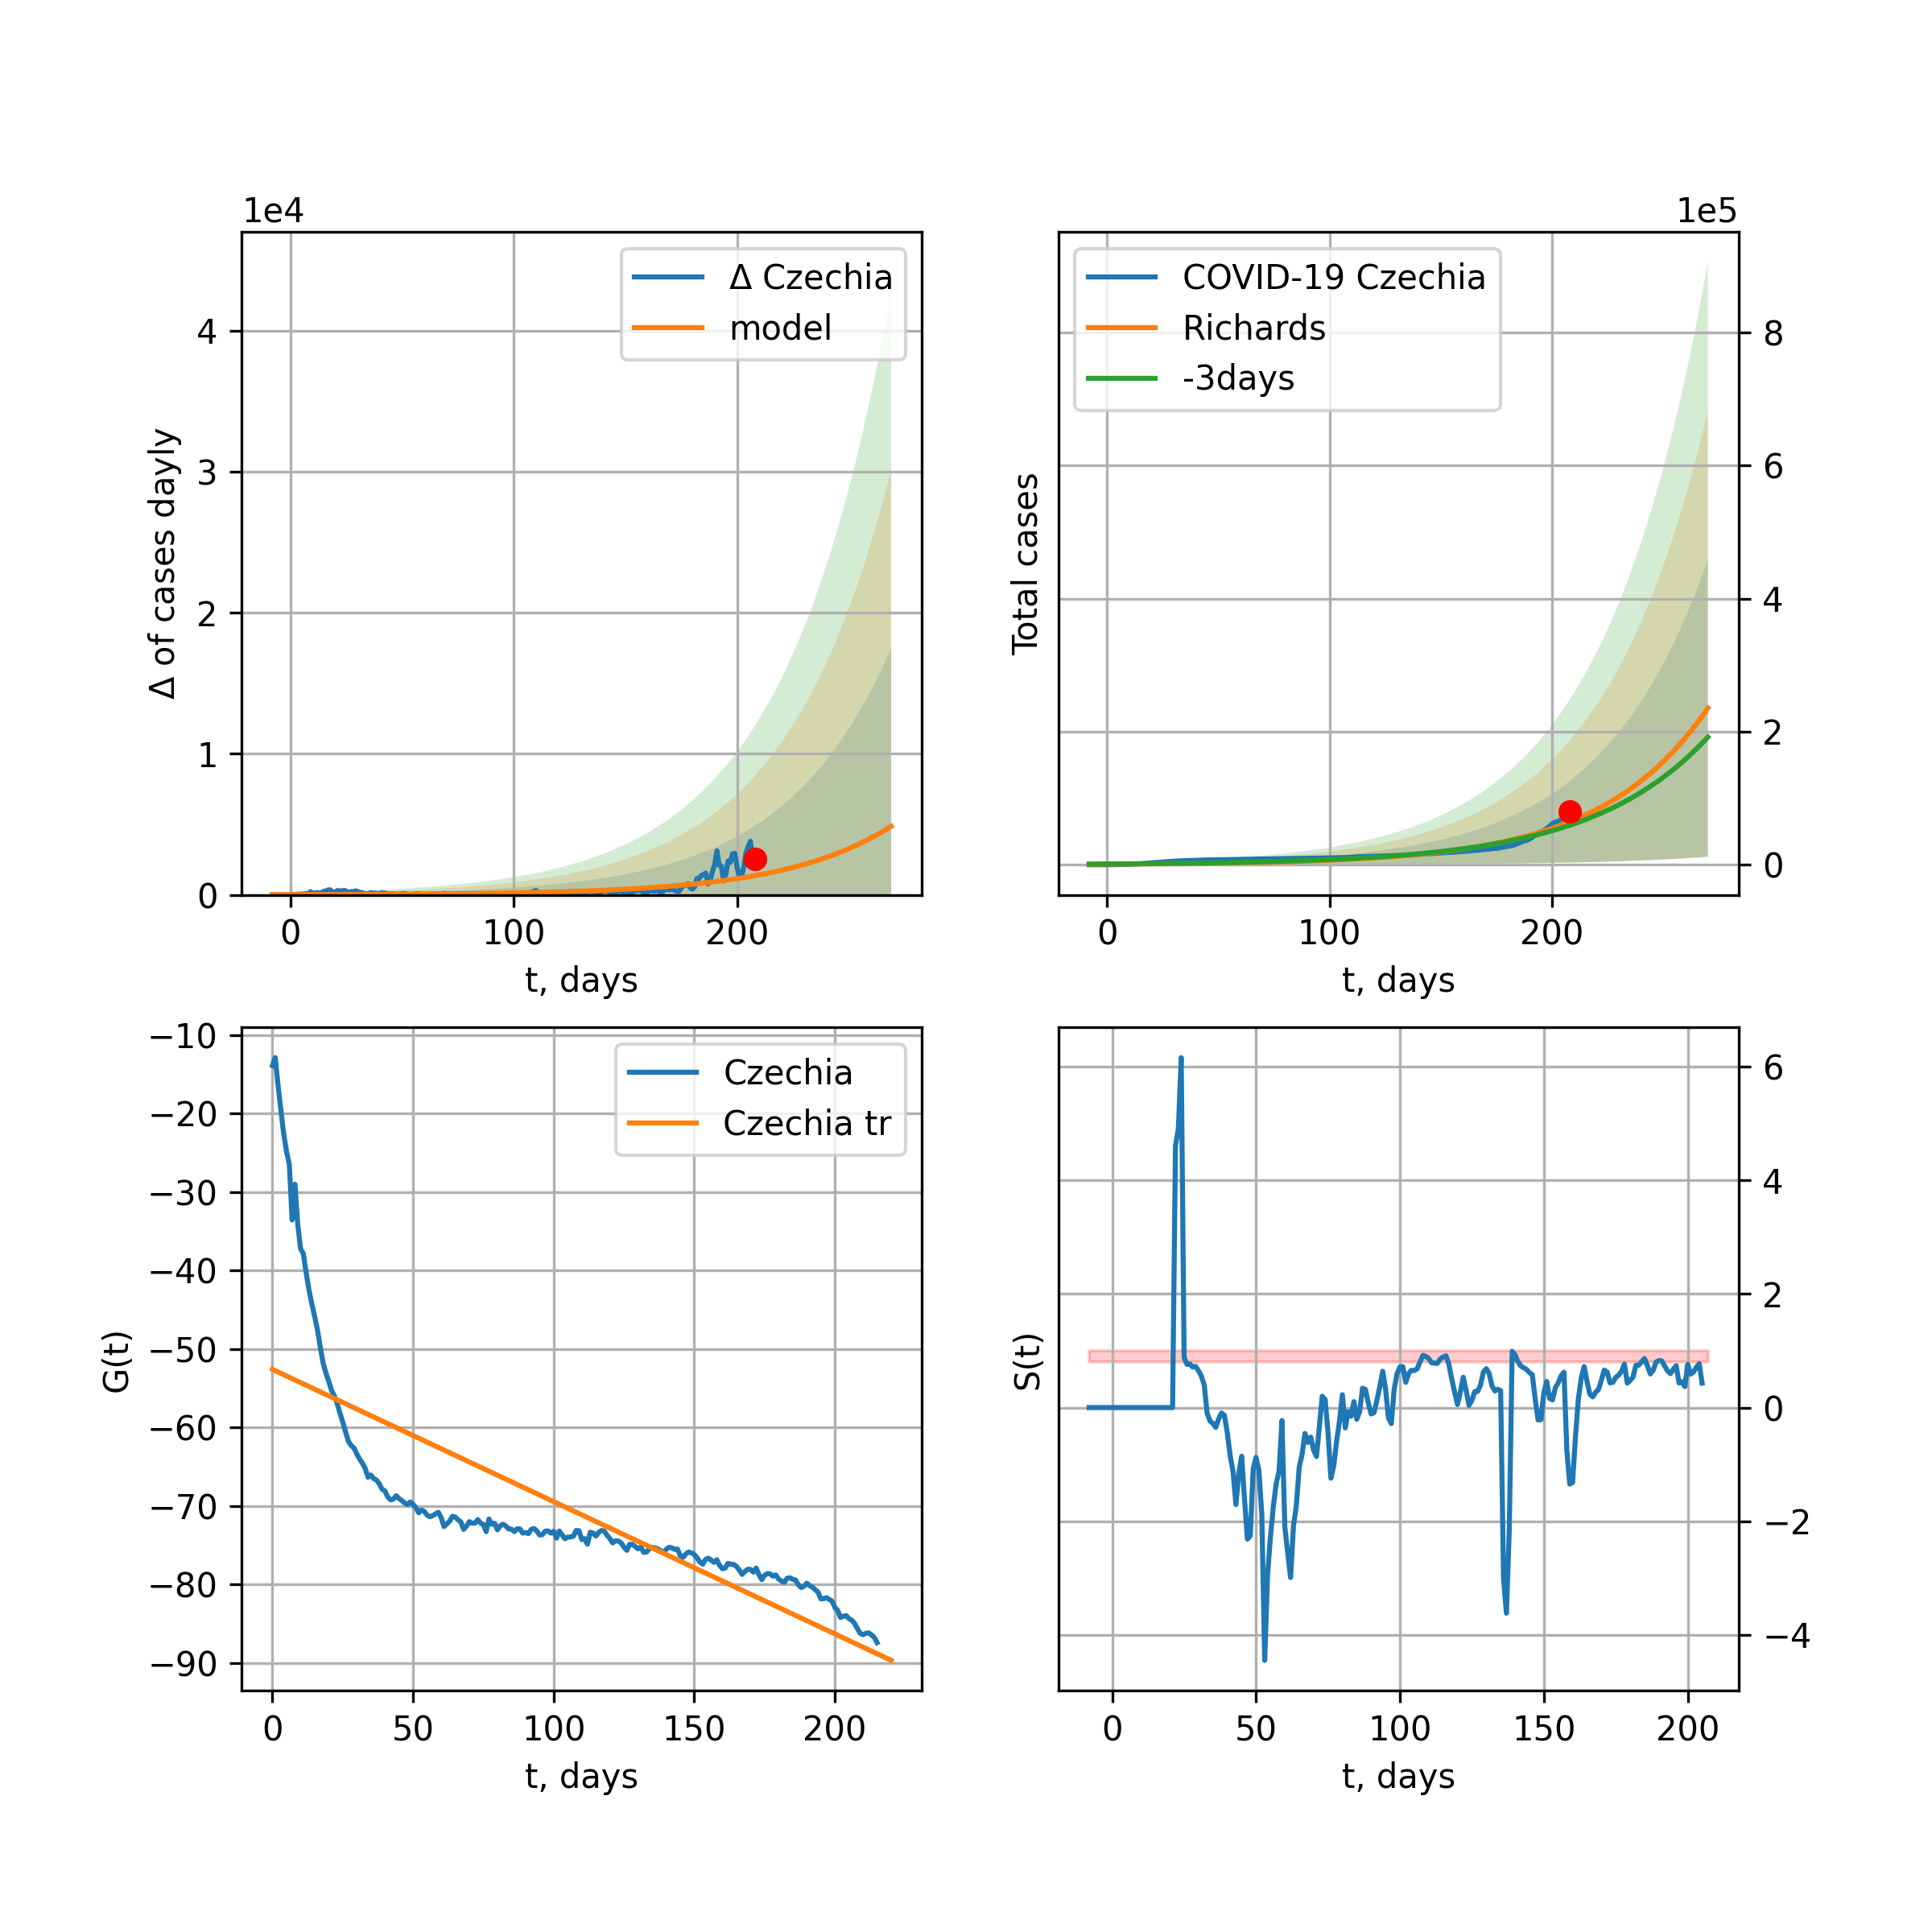 1e4
Δ Czechia
model
4
3
2
1
0
Δ of cases dayly
0 100 200
t, days
1e5
COVID-19 Czechia
Richards
-3days
8
6
4
2
0
Total cases
0 100 200
t, days
Czechia
Czechia tr
−10
−20
−30
−40
−50
−60
−70
−80
−90
G(t)
0 50 100 150 200
t, days
6
4
2
0
−2
−4
S(t)
0 50 100 150 200
t, days